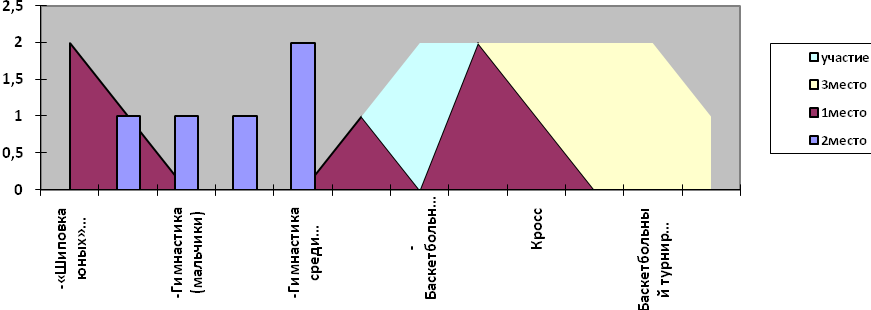 2,5
2
1,5
1
0,5
0
-«Шиповка
юных»...
-Гимнастика
(мальчики)
-Гимнастика
среди...
-
Баскетбольн...
Кросс
Баскетбольны
й турнир...
участие
3место
1место
2место